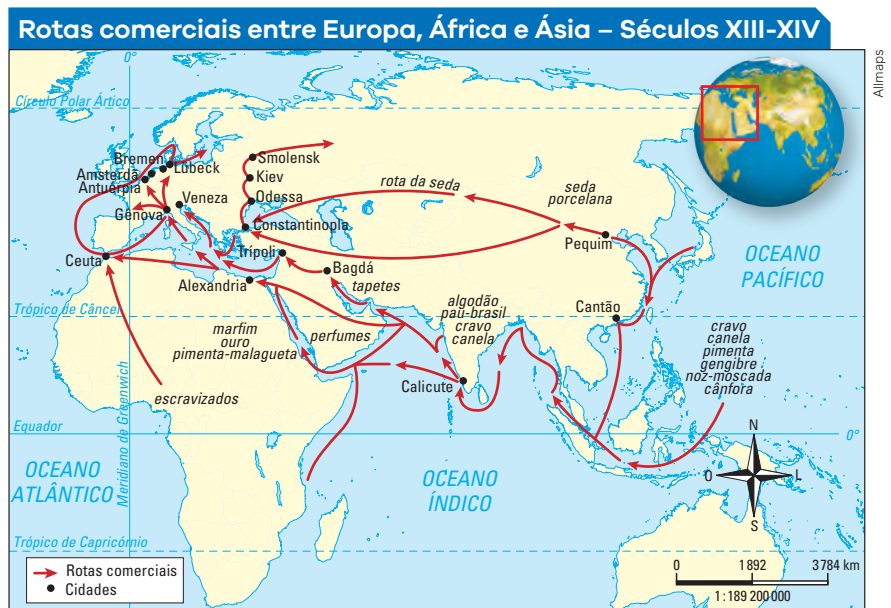 Rotas comerciais entre Europa, África e Ásia – Séculos XIII-XIV
Allmaps
0°
Círculo Polar Ártico
Bremen
Lübeck
Amsterdã
Antuérpia
Smolensk
Kiev
Odessa
Veneza
Gênova
Constantinopla
rota da seda
seda
porcelana
Pequim
OCEANO
PACÍFICO
Ceuta
Trípoli
Bagdá
Alexandria
tapetes
Trópico de Câncer
Cantão
algodão
pau-brasil
cravo
canela
marfim
ouro
pimenta-malagueta
perfumes
cravo
canela
pimenta
gengibre
noz-moscada
cânfora
Calicute
escravizados
Meridiano de Greenwich
Equador
0°
OCEANO
ATLÂNTICO
OCEANO
ÍNDICO
N
O
L
S
Trópico de Capricórnio
Rotas comerciais
Cidades
0 1 892 3 784 km
1 : 189 200 000